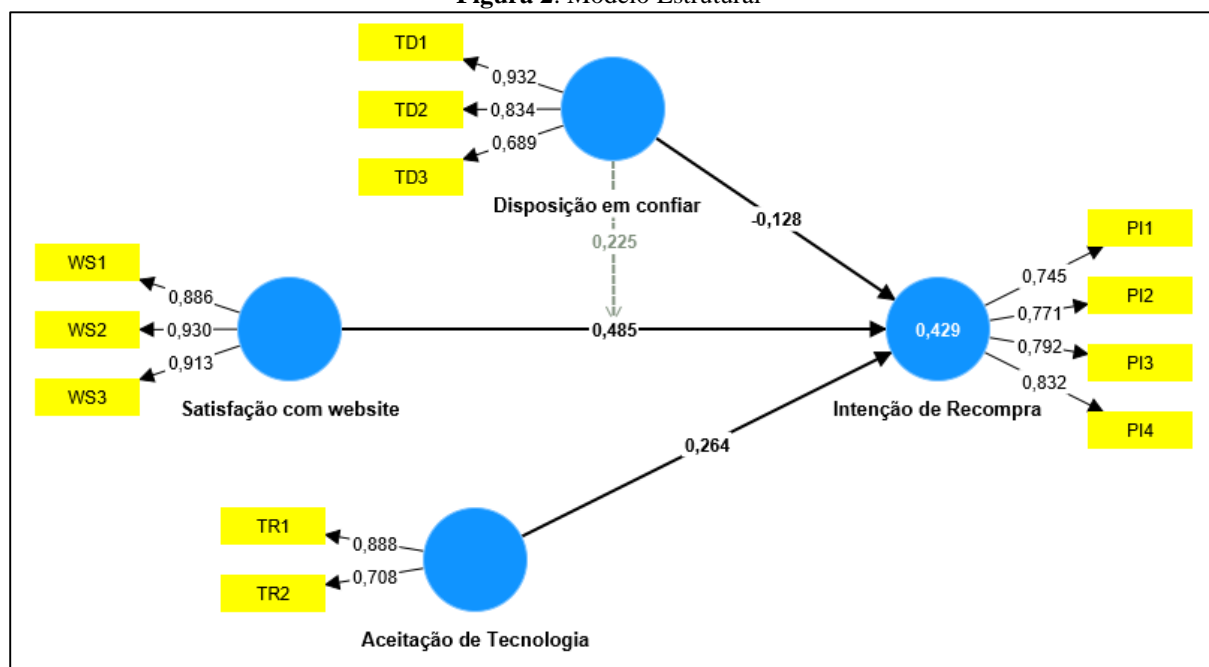 Figura 2: Modelo Estrutural
TD1
0,932
TD2
0,834
TD3
0,689
Disposição em confiar
-0,128
0,225
WS1
0,886
WS2
0,930
WS3
0,913
Satisfação com website
0,485
0,429
Intenção de Recompra
PI1
0,745
PI2
0,771
PI3
0,792
PI4
0,832
0,264
TR1
0,888
TR2
0,708
Aceitação de Tecnologia